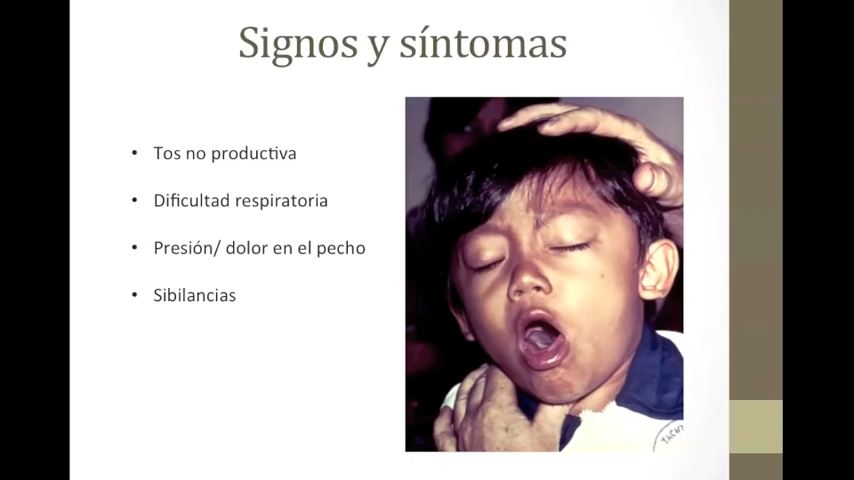 Signos y síntomas
• Tos no productiva
• Dificultad respiratoria
• Presión/ dolor en el pecho
• Sibilancias